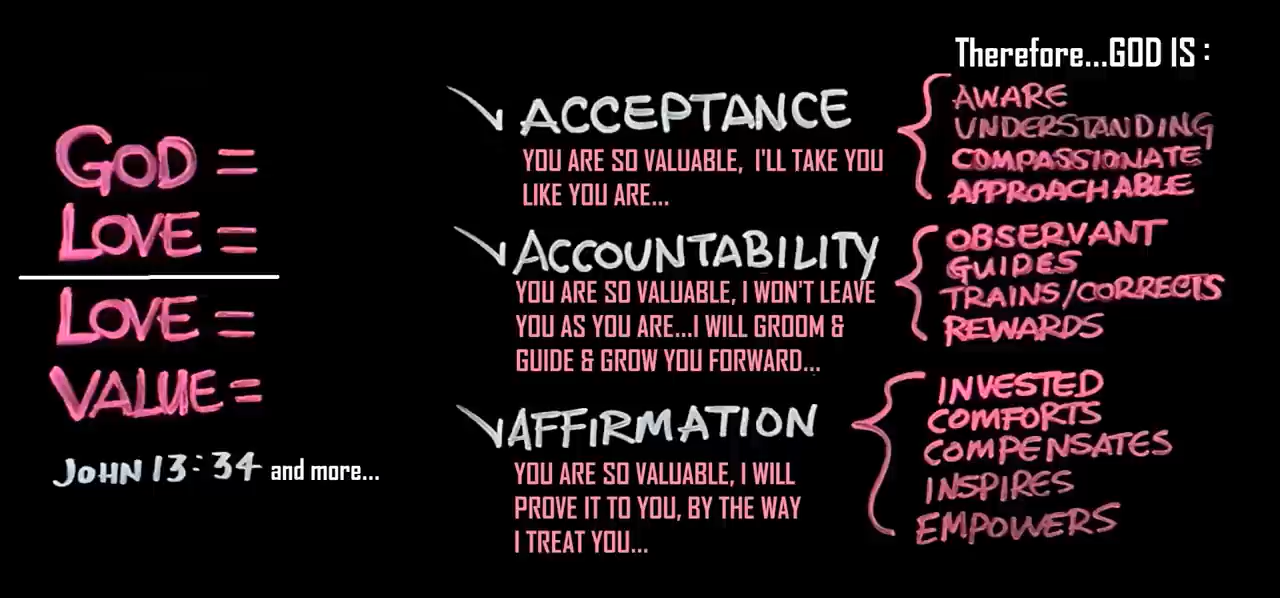 GOD =
LOVE =
LOVE =
VALUE =
JOHN 13:34 and more...
ACCEPTANCE
YOU ARE SO VALUABLE, I'LL TAKE YOU
LIKE YOU ARE...
ACCOUNTABILITY
YOU ARE SO VALUABLE, I WON'T LEAVE
YOU AS YOU ARE...I WILL GROOM &
GUIDE & GROW YOU FORWARD...
AFFIRMATION
YOU ARE SO VALUABLE, I WILL
PROVE IT TO YOU, BY THE WAY
I TREAT YOU...
Therefore...GOD IS :
AWARE
UNDERSTANDING
COMPASSIONATE
APPROACHABLE
OBSERVANT
GUIDES
TRAINS/CORRECTS
REWARDS
INVESTED
COMFORTS
COMPENSATES
INSPIRES
EMPOWERS